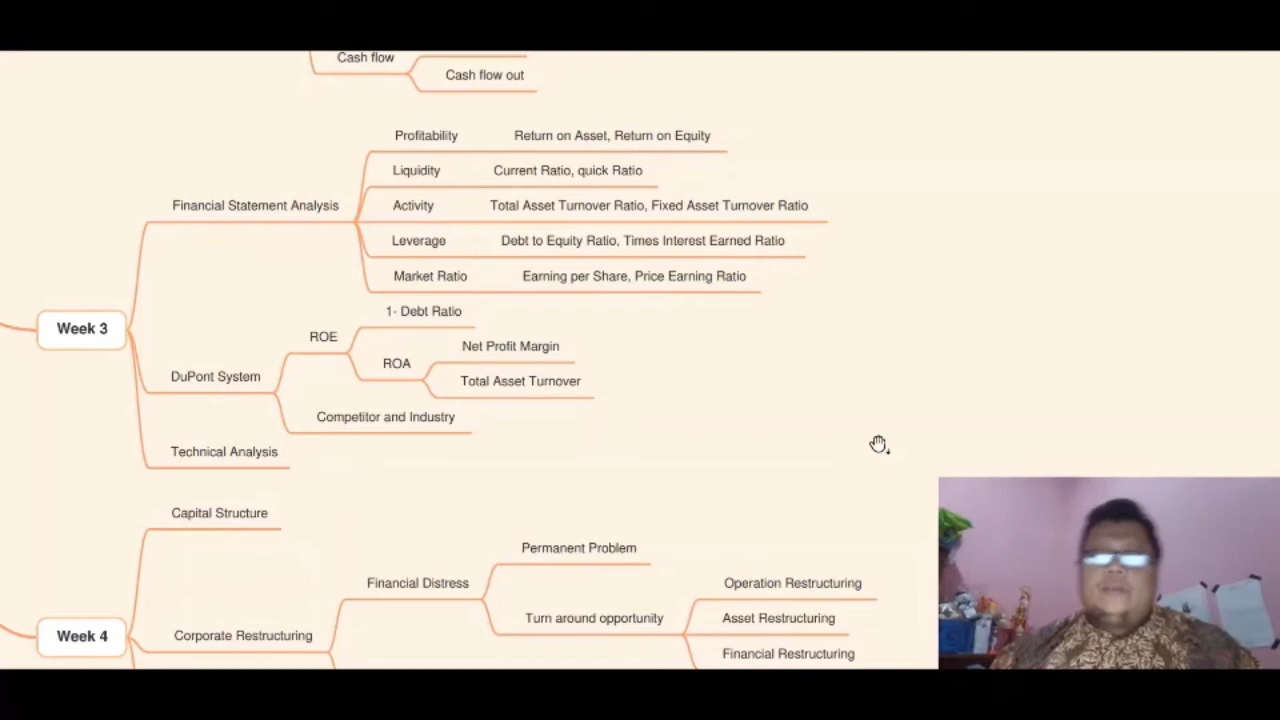 Cash flow
Cash flow out
Profitability Return on Asset, Return on Equity
Liquidity Current Ratio, quick Ratio
Financial Statement Analysis Activity Total Asset Turnover Ratio, Fixed Asset Turnover Ratio
Leverage Debt to Equity Ratio, Times Interest Earned Ratio
Market Ratio Earning per Share, Price Earning Ratio
1- Debt Ratio
Week 3
ROE
Net Profit Margin
ROA
DuPont System
Total Asset Turnover
Competitor and Industry
Technical Analysis
Capital Structure
Permanent Problem
Financial Distress
Operation Restructuring
Turn around opportunity
Asset Restructuring
Week 4
Corporate Restructuring
Financial Restructuring